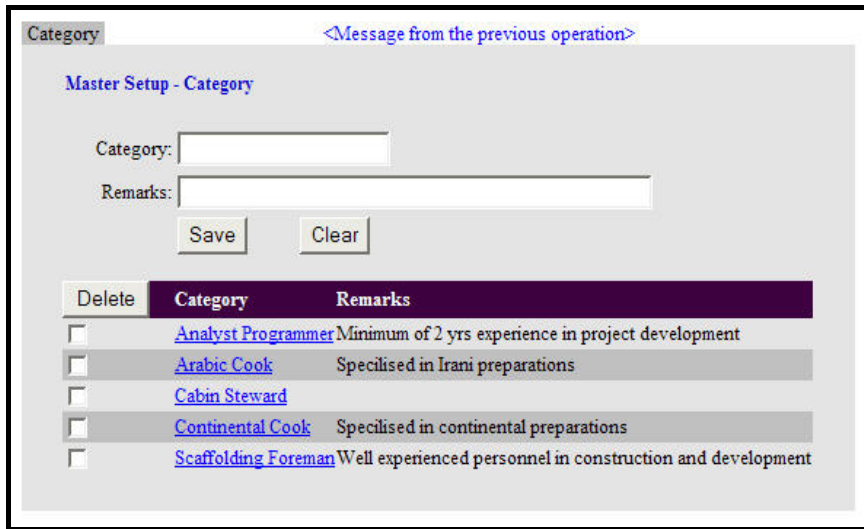 Category <Message from the previous operation>
Master Setup - Category
Category:
Remarks:
Save Clear
Delete Category Remarks
Analyst Programmer Minimum of 2 yrs experience in project development
Arabic Cook Specilised in Irani preparations
Cabin Steward
Continental Cook Specilised in continental preparations
Scaffolding Foreman Well experienced personnel in construction and development